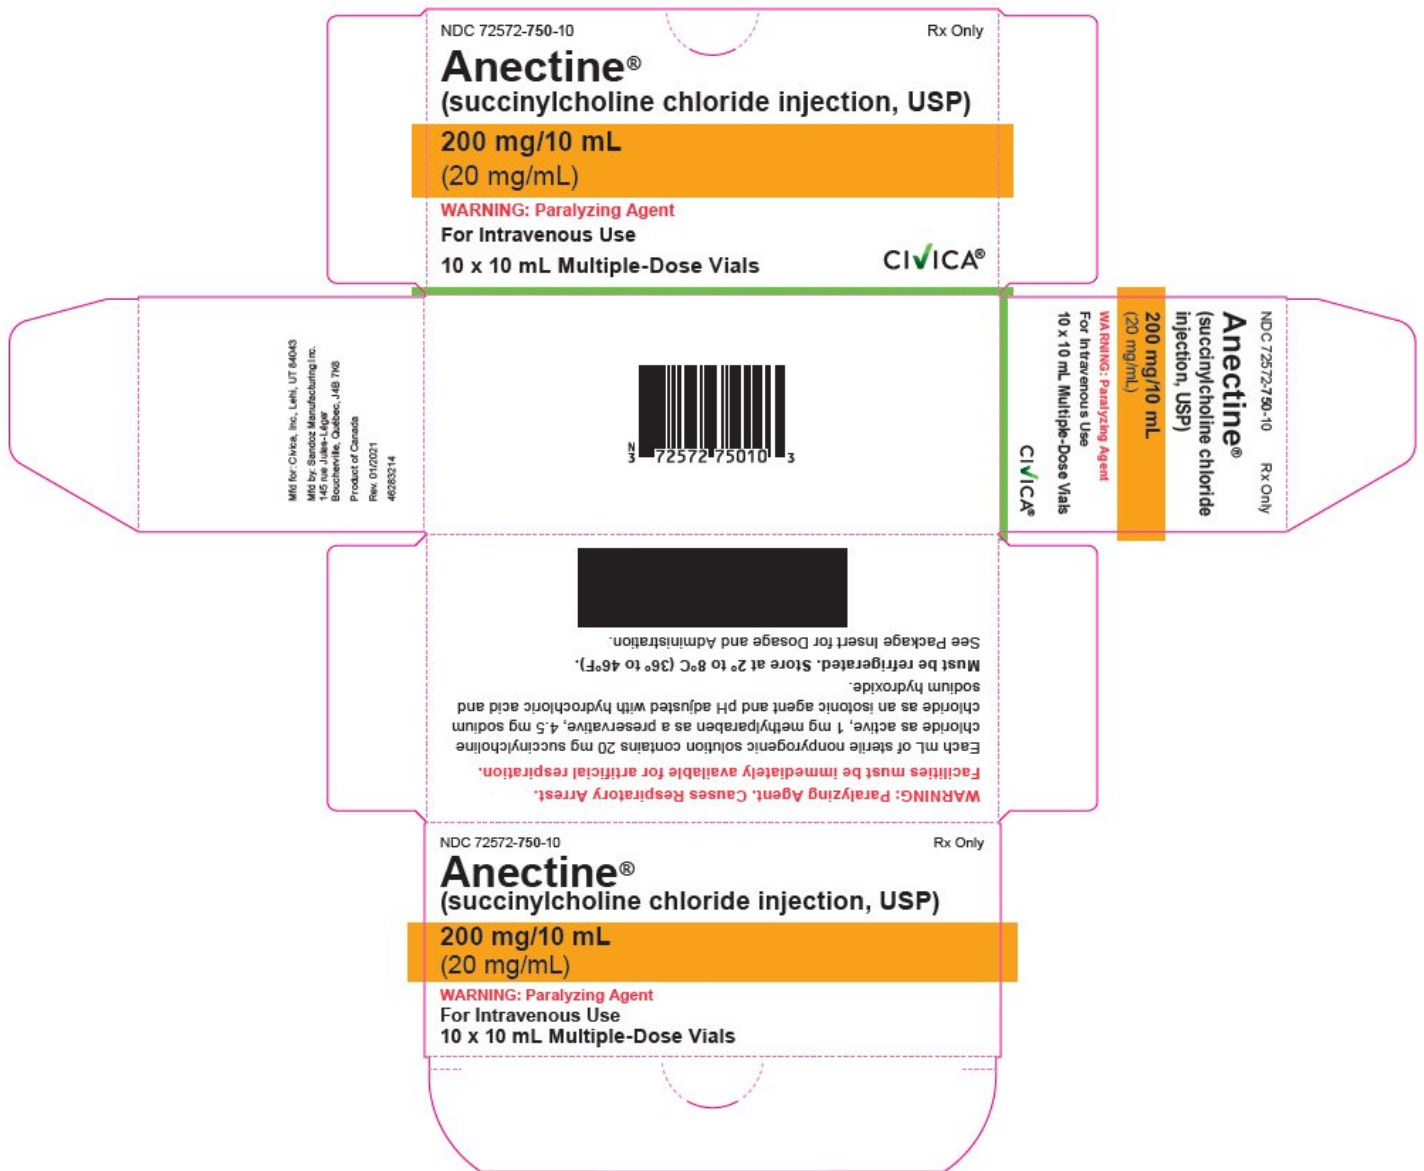 NDC 72572-750-10 Rx Only
Anectine®
(succinylcholine chloride injection, USP)
200 mg/10 mL
(20 mg/mL)
WARNING: Paralyzing Agent
For Intravenous Use
10 x 10 mL Multiple-Dose Vials
CIVICA®
Mfd for: Civica, Inc., Lehi, UT 84043
Mfd by: Sandoz Manufacturing Inc.
145 rue Jules-Léger
Boucherville, Québec, J4B 7K8
Product of Canada
Rev. 01/2021
46283214
N
3 72572 75010 3
NDC 72572-750-10 Rx Only
Anectine®
(succinylcholine chloride
injection, USP)
200 mg/10 mL
(20 mg/mL)
WARNING: Paralyzing Agent
For Intravenous Use
10 x 10 mL Multiple-Dose Vials
CIVICA®
WARNING: Paralyzing Agent. Causes Respiratory Arrest.
Facilities must be immediately available for artificial respiration.
Each mL of sterile nonpyrogenic solution contains 20 mg succinylcholine
chloride as active, 1 mg methylparaben as a preservative, 4.5 mg sodium
chloride as an isotonic agent and pH adjusted with hydrochloric acid and
sodium hydroxide.
Must be refrigerated. Store at 2° to 8°C (36° to 46°F).
See Package Insert for Dosage and Administration.
NDC 72572-750-10 Rx Only
Anectine®
(succinylcholine chloride injection, USP)
200 mg/10 mL
(20 mg/mL)
WARNING: Paralyzing Agent
For Intravenous Use
10 x 10 mL Multiple-Dose Vials